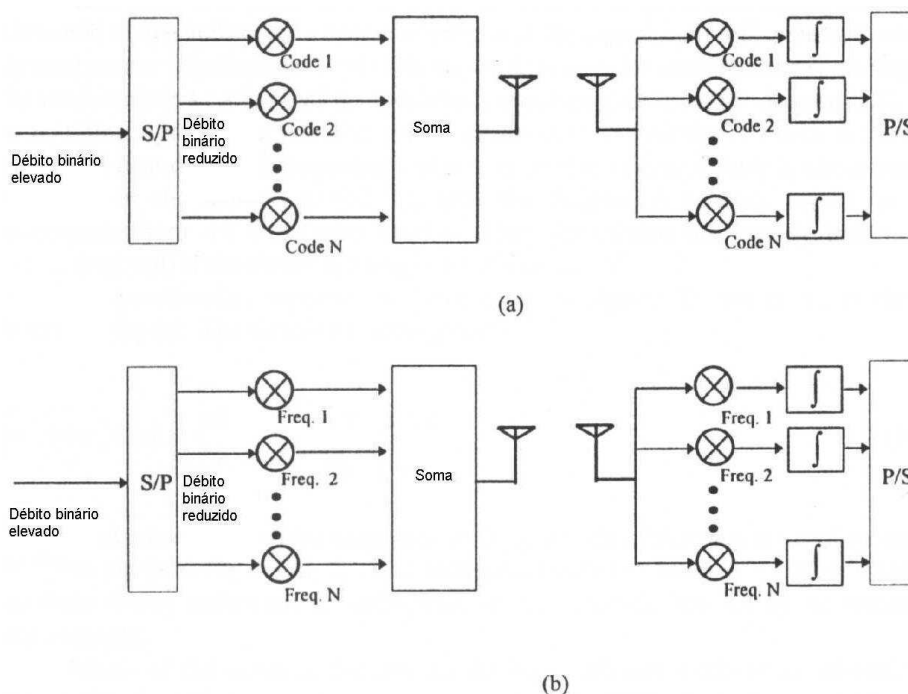 Code 1
Code 1
Code 2
Code 2
S/P
Débito
binário
reduzido
Soma
P/S
Débito binário
elevado
Code N
Code N
(a)
Freq. 1
Freq. 1
Freq. 2
Freq. 2
S/P
Débito
binário
reduzido
Soma
P/S
Débito binário
elevado
Freq. N
Freq. N
(b)